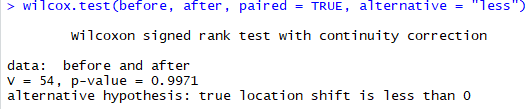 > wilcox.test(before, after, paired = TRUE, alternative = "less")
Wilcoxon signed rank test with continuity correction
data:  before and after
V = 54, p-value = 0.9971
alternative hypothesis: true location shift is less than 0